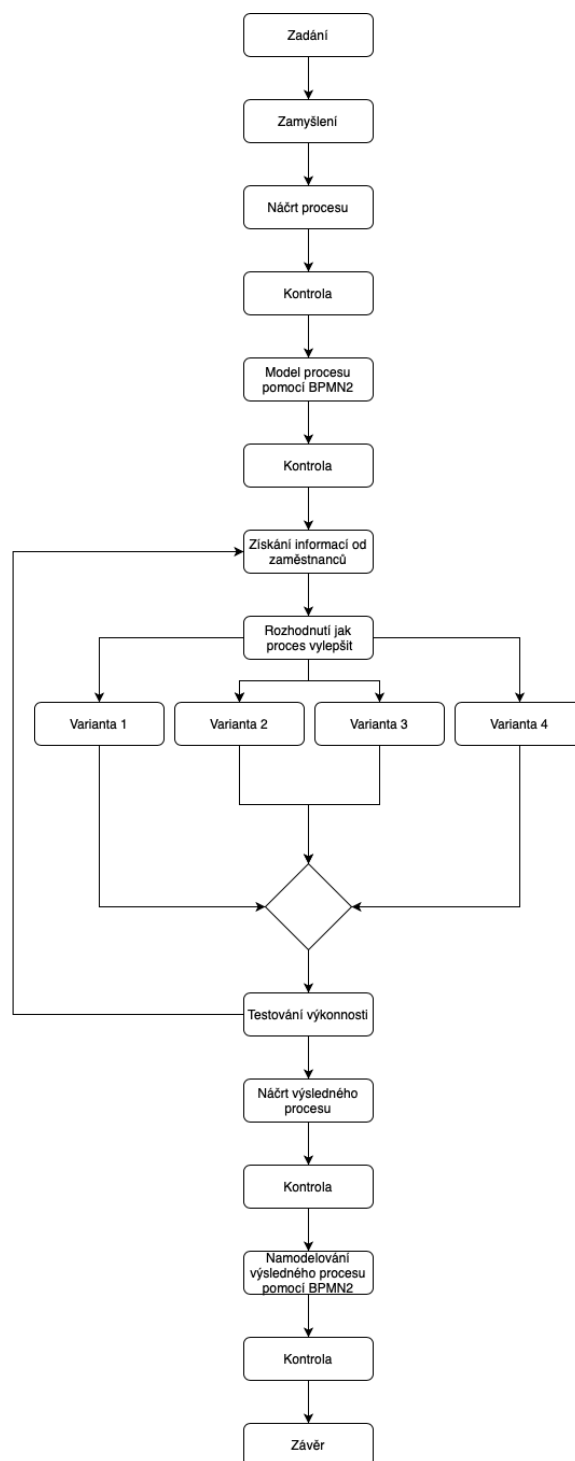 Zadání
Zamyšlení
Náčrt procesu
Kontrola
Model procesu
pomocí BPMN2
Kontrola
Získání informací od
zaměstnanců
Rozhodnutí jak
proces vylepšit
Varianta 1
Varianta 2
Varianta 3
Varianta 4
Testování výkonnosti
Náčrt výsledného
procesu
Kontrola
Namodelování
výsledného procesu
pomocí BPMN2
Kontrola
Závěr